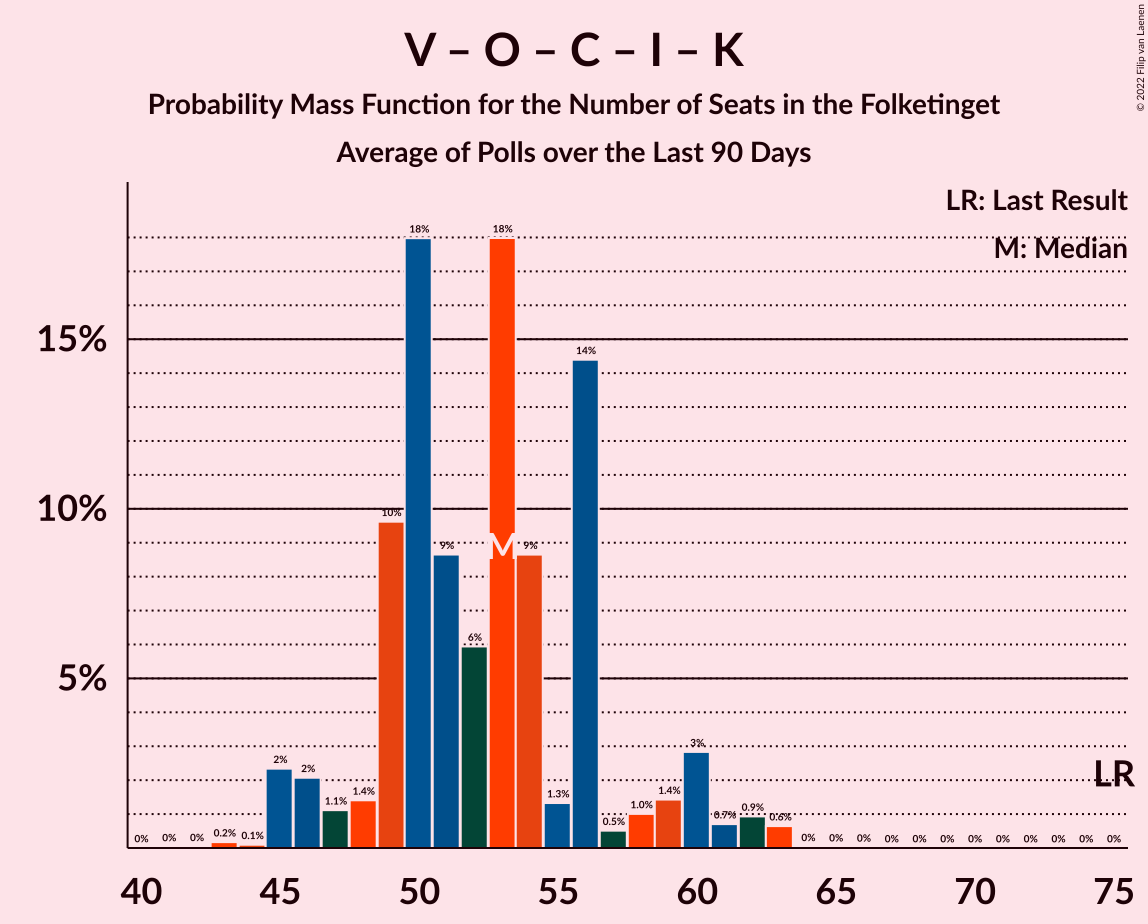 V – O – C – I – K
Probability Mass Function for the Number of Seats in the Folketinget
Average of Polls over the Last 90 Days
© 2022 Filip van Laenen
LR: Last Result
M: Median
18% 18%
15%
14%
10%
10%
9% M 9%
6%
5%
3%
2% 2% 1.1% 1.4% 1.3% 0.5% 1.0% 1.4% 0.7% 0.9% 0.6%
LR
0% 0% 0% 0.2% 0.1% 0% 0% 0% 0% 0% 0% 0% 0% 0% 0% 0% 0%
40 45 50 55 60 65 70 75